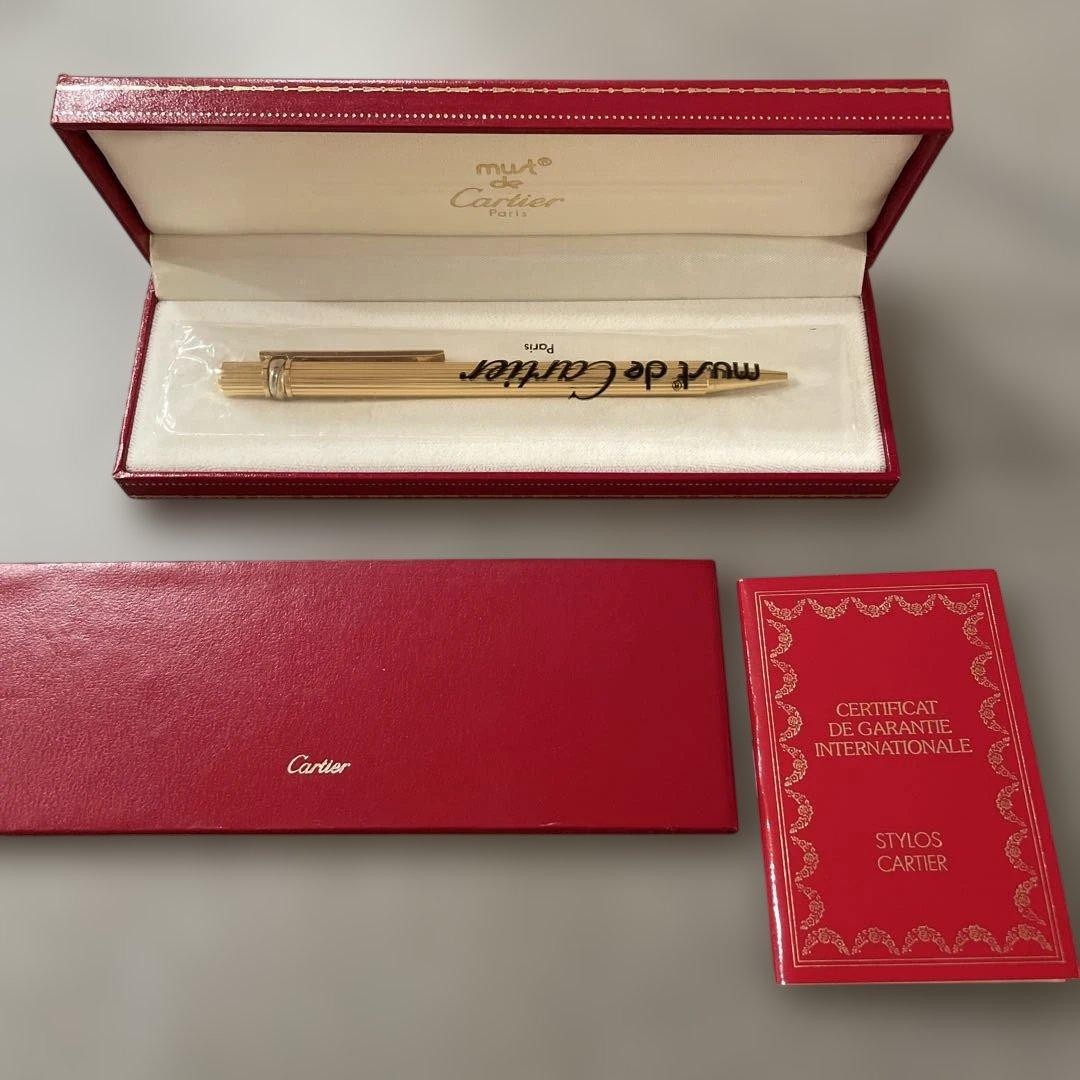 must®
de
Cartier
Paris
must® de Cartier
Paris
Cartier
CERTIFICAT
DE GARANTIE
INTERNATIONALE
STYLOS
CARTIER